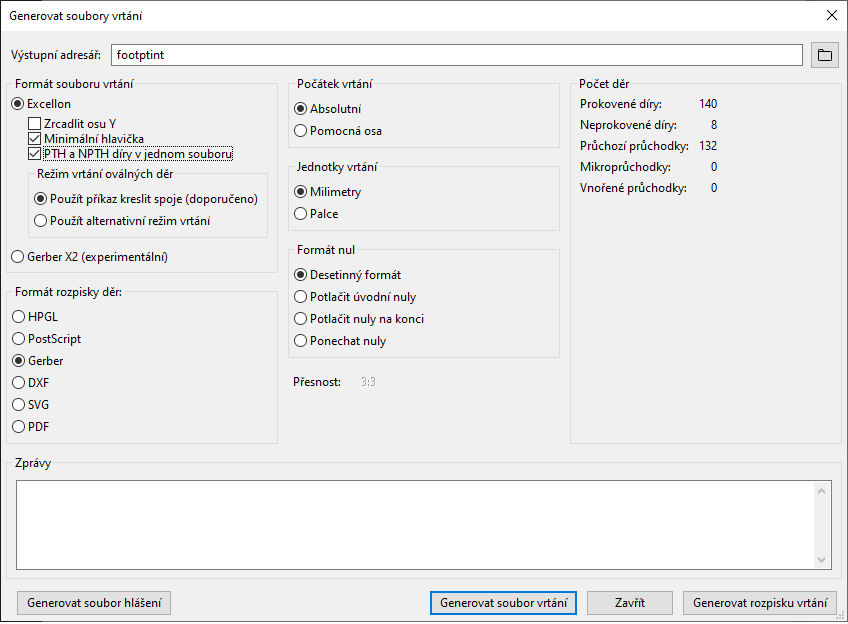 Generovat soubory vrtání
Výstupní adresář: footptint
Formát souboru vrtání
Excellon
Zrcadlit osu Y
Minimální hlavička
PTH a NPTH díry v jednom souboru
Režim vrtání oválných děr
Použít příkaz kreslit spoje (doporučeno)
Použít alternativní režim vrtání
Gerber X2 (experimentální)
Formát rozpisky děr:
HPGL
PostScript
Gerber
DXF
SVG
PDF
Počátek vrtání
Absolutní
Pomocná osa
Jednotky vrtání
Milimetry
Palce
Formát nul
Desetinný formát
Potlačit úvodní nuly
Potlačit nuly na konci
Ponechat nuly
Přesnost: 3:3
Počet děr
Prokovené díry: 140
Neprokovené díry: 8
Průchozí průchodky: 132
Mikroprůchodky: 0
Vnořené průchodky: 0
Zprávy
Generovat soubor hlášení
Generovat soubor vrtání
Zavřít
Generovat rozpisku vrtání